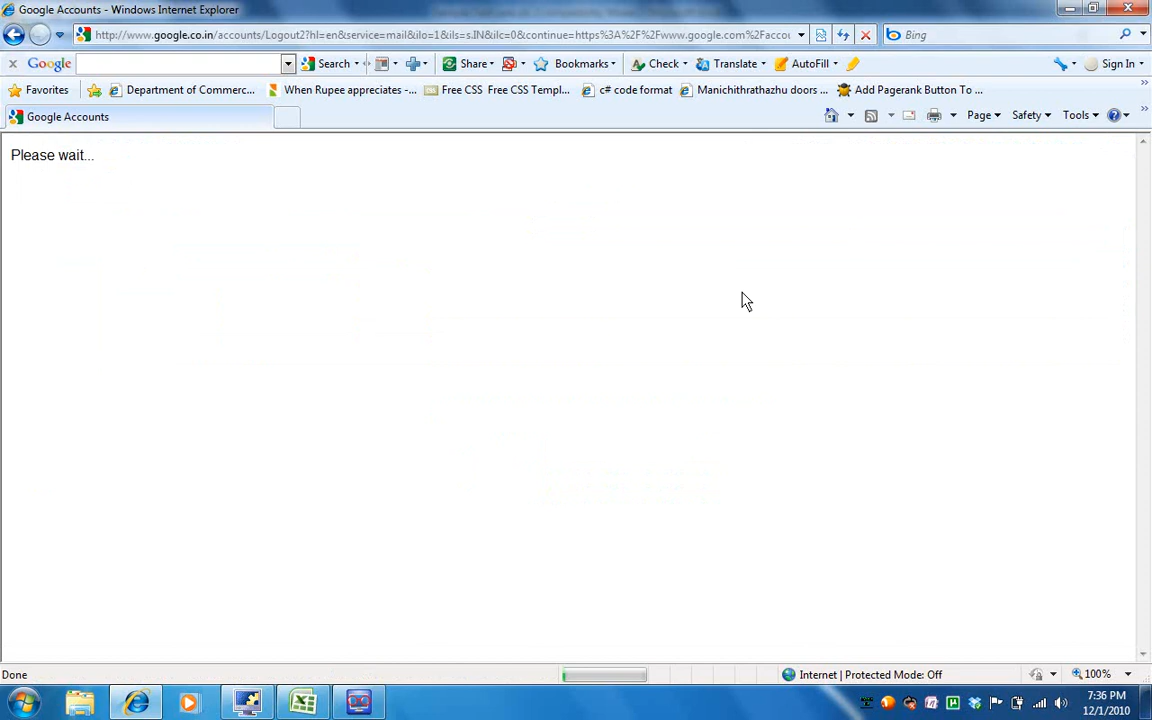 Google Accounts - Windows Internet Explorer
http://www.google.co.in/accounts/Logout2?hl=en&service=mail&ilo=1&ils=s.IN&ilc=0&continue=https%3A%2F%2Fwww.google.com%2Faccou
Bing
Google Search Share Bookmarks Check Translate AutoFill Sign In
Favorites Department of Commerc... When Rupee appreciates -... Free CSS Free CSS Templ... c# code format Manichithrathazhu doors ... Add Pagerank Button To ...
Google Accounts Page Safety Tools
Please wait...
Done Internet | Protected Mode: Off 100%
7:36 PM
12/1/2010